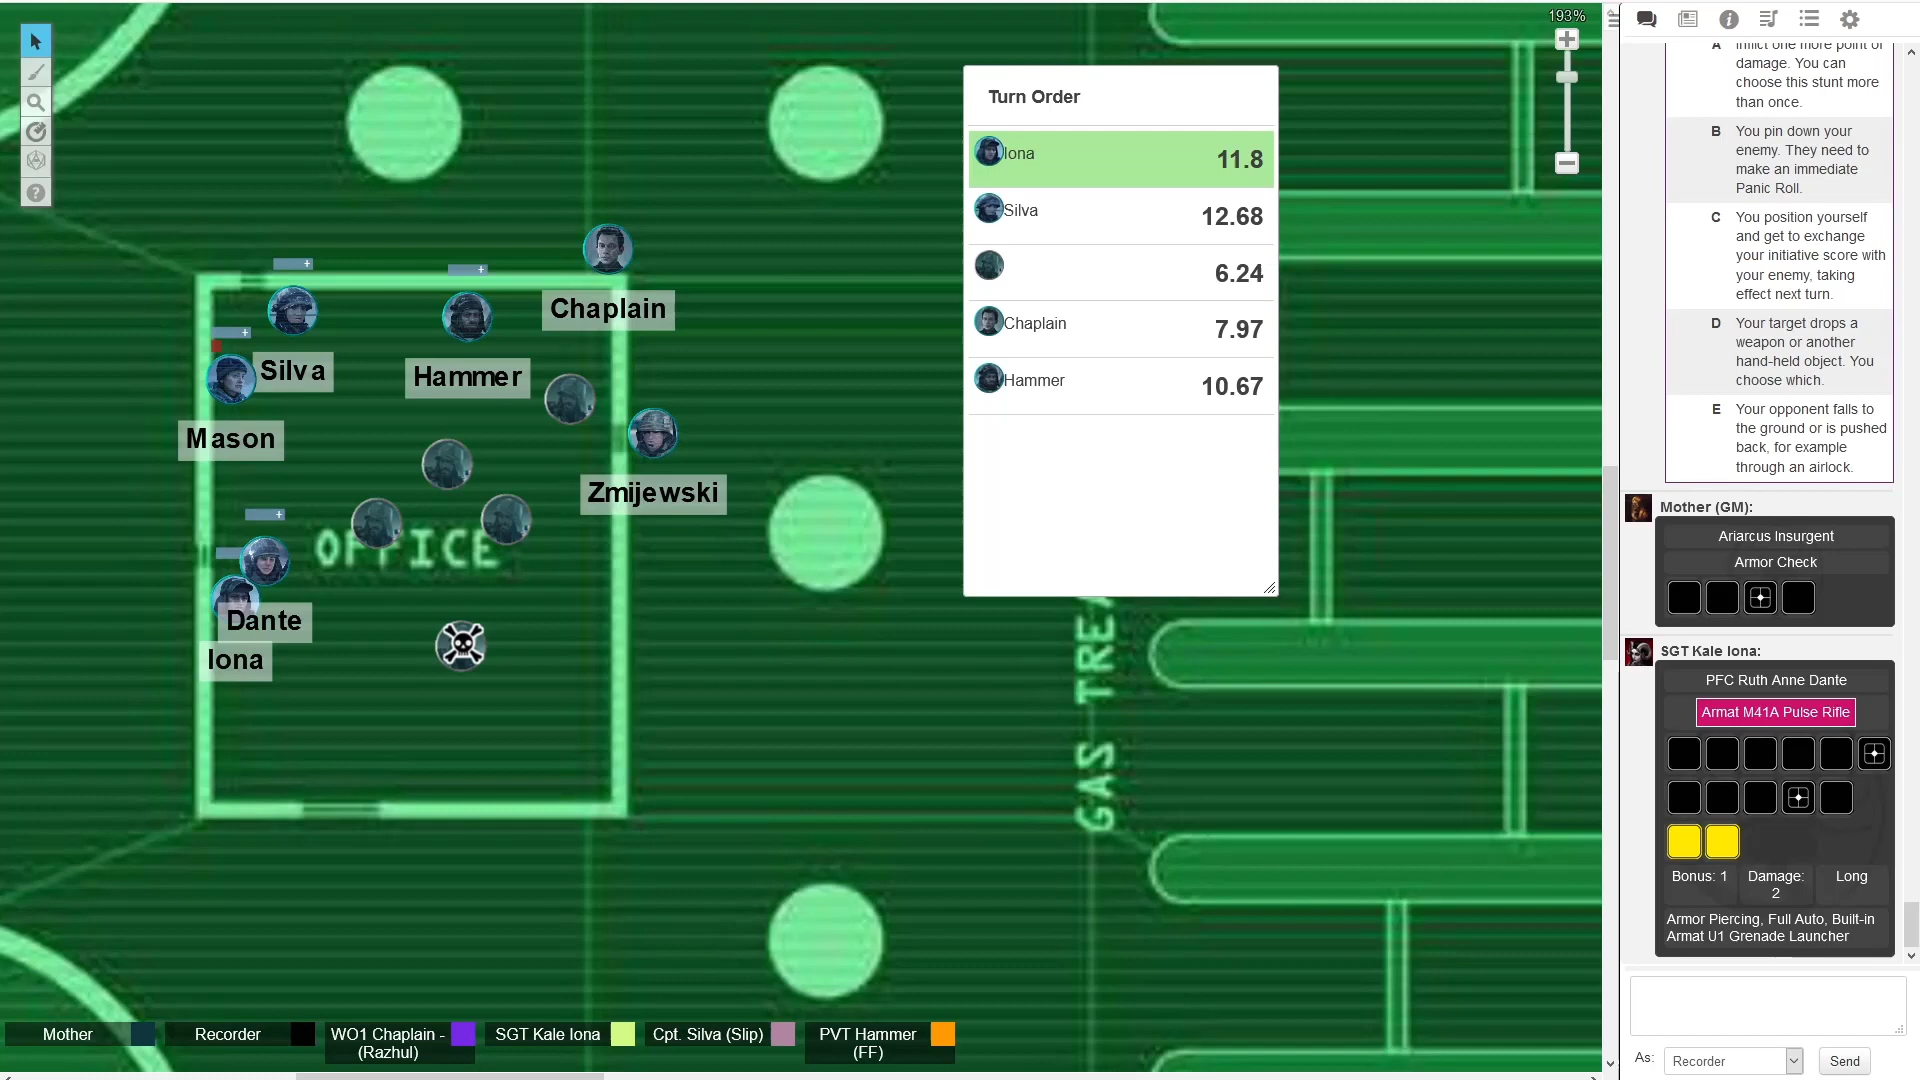 193%
Turn Order
Iona
11.8
Silva
12.68
6.24
Chaplain
7.97
Hammer
10.67
Chaplain
Silva
Hammer
Mason
Zmijewski
OFFICE
Dante
Iona
GAS TREA
Mother
Recorder
WO1 Chaplain -
(Razhul)
SGT Kale Iona
Cpt. Silva (Slip)
PVT Hammer
(FF)
A inflict one more point of
damage. You can
choose this stunt more
than once.
B You pin down your
enemy. They need to
make an immediate
Panic Roll.
C You position yourself
and get to exchange
your initiative score with
your enemy, taking
effect next turn.
D Your target drops a
weapon or another
hand-held object. You
choose which.
E Your opponent falls to
the ground or is pushed
back, for example
through an airlock.
Mother (GM):
Ariarcus Insurgent
Armor Check
SGT Kale Iona:
PFC Ruth Anne Dante
Armat M41A Pulse Rifle
Bonus: 1 Damage: Long
2
Armor Piercing, Full Auto, Built-in
Armat U1 Grenade Launcher
As: Recorder Send